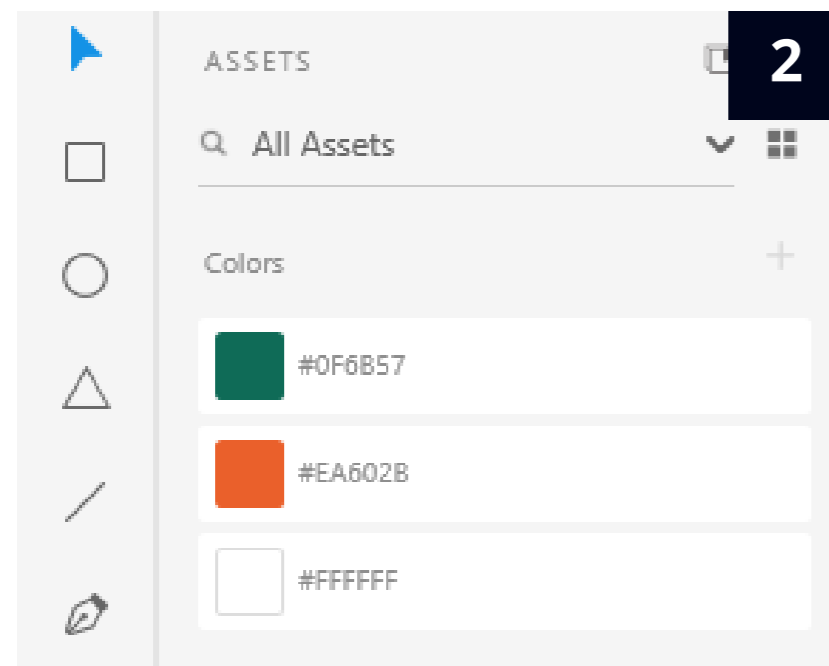 ASSETS
2
All Assets
Colors
#0F6B57
#EA602B
#FFFFFF